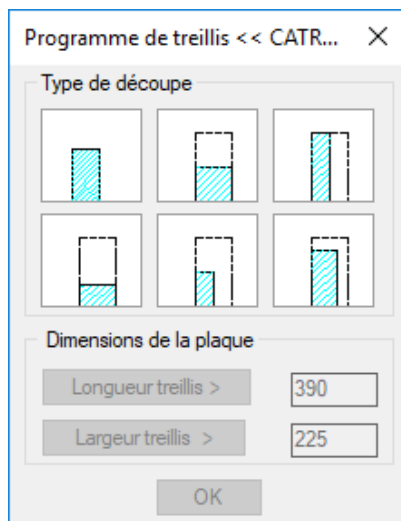 Programme de treillis << CATR...
Type de découpe
Dimensions de la plaque
Longueur treillis >
390
Largeur treillis >
225
OK